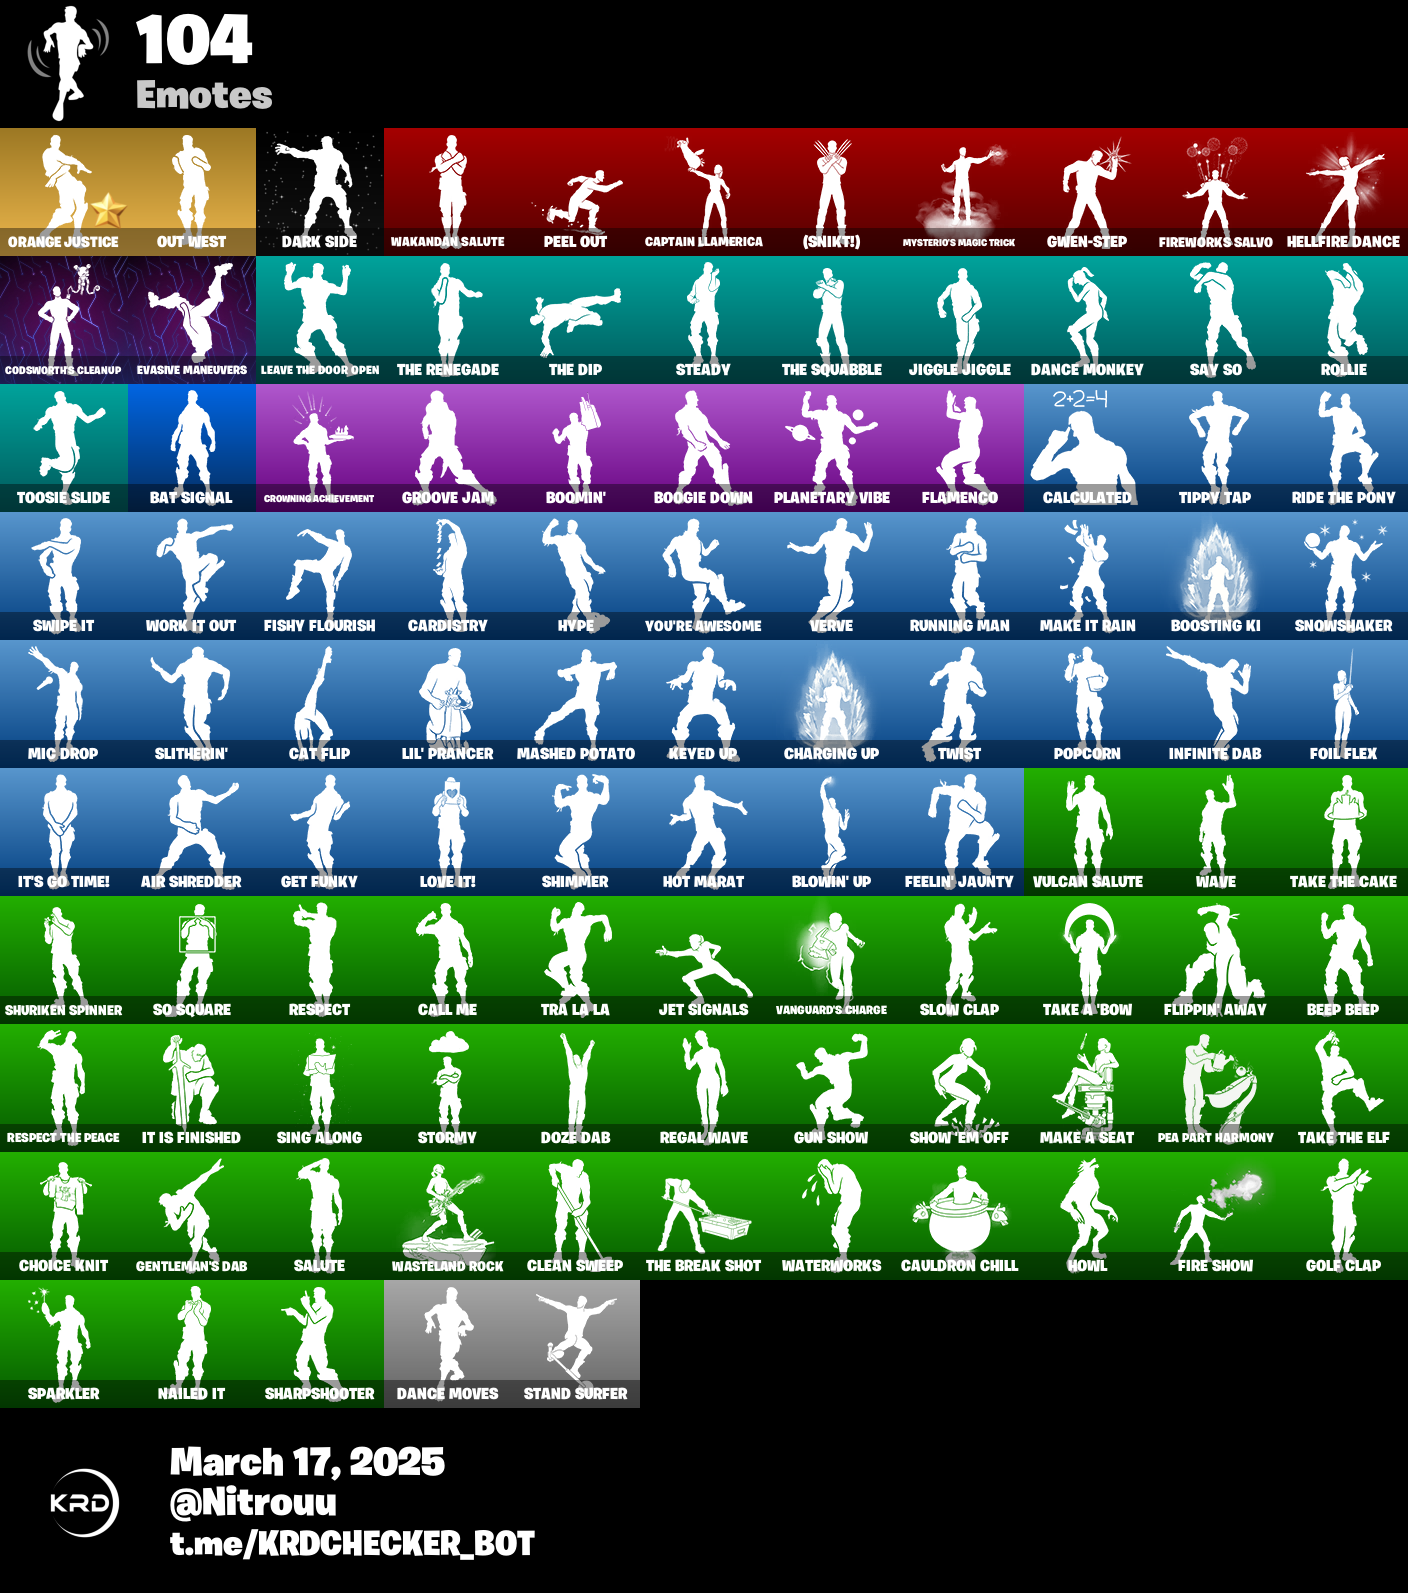 104
Emotes
ORANGE JUSTICE
OUT WEST
DARK SIDE
WAKANDAN SALUTE
PEEL OUT
CAPTAIN LLAMERICA
(SNIKT!)
MYSTERIO'S MAGIC TRICK
GWEN-STEP
FIREWORKS SALVO
HELLFIRE DANCE
CODSWORTH'S CLEANUP
EVASIVE MANEUVERS
LEAVE THE DOOR OPEN
THE RENEGADE
THE DIP
STEADY
THE SQUABBLE
JIGGLE JIGGLE
DANCE MONKEY
SAY SO
ROLLIE
TOOSIE SLIDE
BAT SIGNAL
CROWNING ACHIEVEMENT
GROOVE JAM
BOOMIN'
BOOGIE DOWN
PLANETARY VIBE
FLAMENCO
2+2=4
CALCULATED
TIPPY TAP
RIDE THE PONY
SWIPE IT
WORK IT OUT
FISHY FLOURISH
CARDISTRY
HYPE
YOU'RE AWESOME
VERVE
RUNNING MAN
MAKE IT RAIN
BOOSTING KI
SNOWSHAKER
MIC DROP
SLITHERIN'
CAT FLIP
LIL' PRANCER
MASHED POTATO
KEYED UP
CHARGING UP
TWIST
POPCORN
INFINITE DAB
FOIL FLEX
IT'S GO TIME!
AIR SHREDDER
GET FUNKY
LOVE IT!
SHIMMER
HOT MARAT
BLOWIN' UP
FEELIN' JAUNTY
VULCAN SALUTE
WAVE
TAKE THE CAKE
SHURIKEN SPINNER
SO SQUARE
RESPECT
CALL ME
TRA LA LA
JET SIGNALS
VANGUARD'S CHARGE
SLOW CLAP
TAKE A 'BOW
FLIPPIN' AWAY
BEEP BEEP
RESPECT THE PEACE
IT IS FINISHED
SING ALONG
STORMY
DOZE DAB
REGAL WAVE
GUN SHOW
SHOW 'EM OFF
MAKE A SEAT
PEA PART HARMONY
TAKE THE ELF
CHOICE KNIT
GENTLEMAN'S DAB
SALUTE
WASTELAND ROCK
CLEAN SWEEP
THE BREAK SHOT
WATERWORKS
CAULDRON CHILL
HOWL
FIRE SHOW
GOLF CLAP
SPARKLER
NAILED IT
SHARPSHOOTER
DANCE MOVES
STAND SURFER
KRD
March 17, 2025
@Nitrouu
t.me/KRDCHECKER_BOT